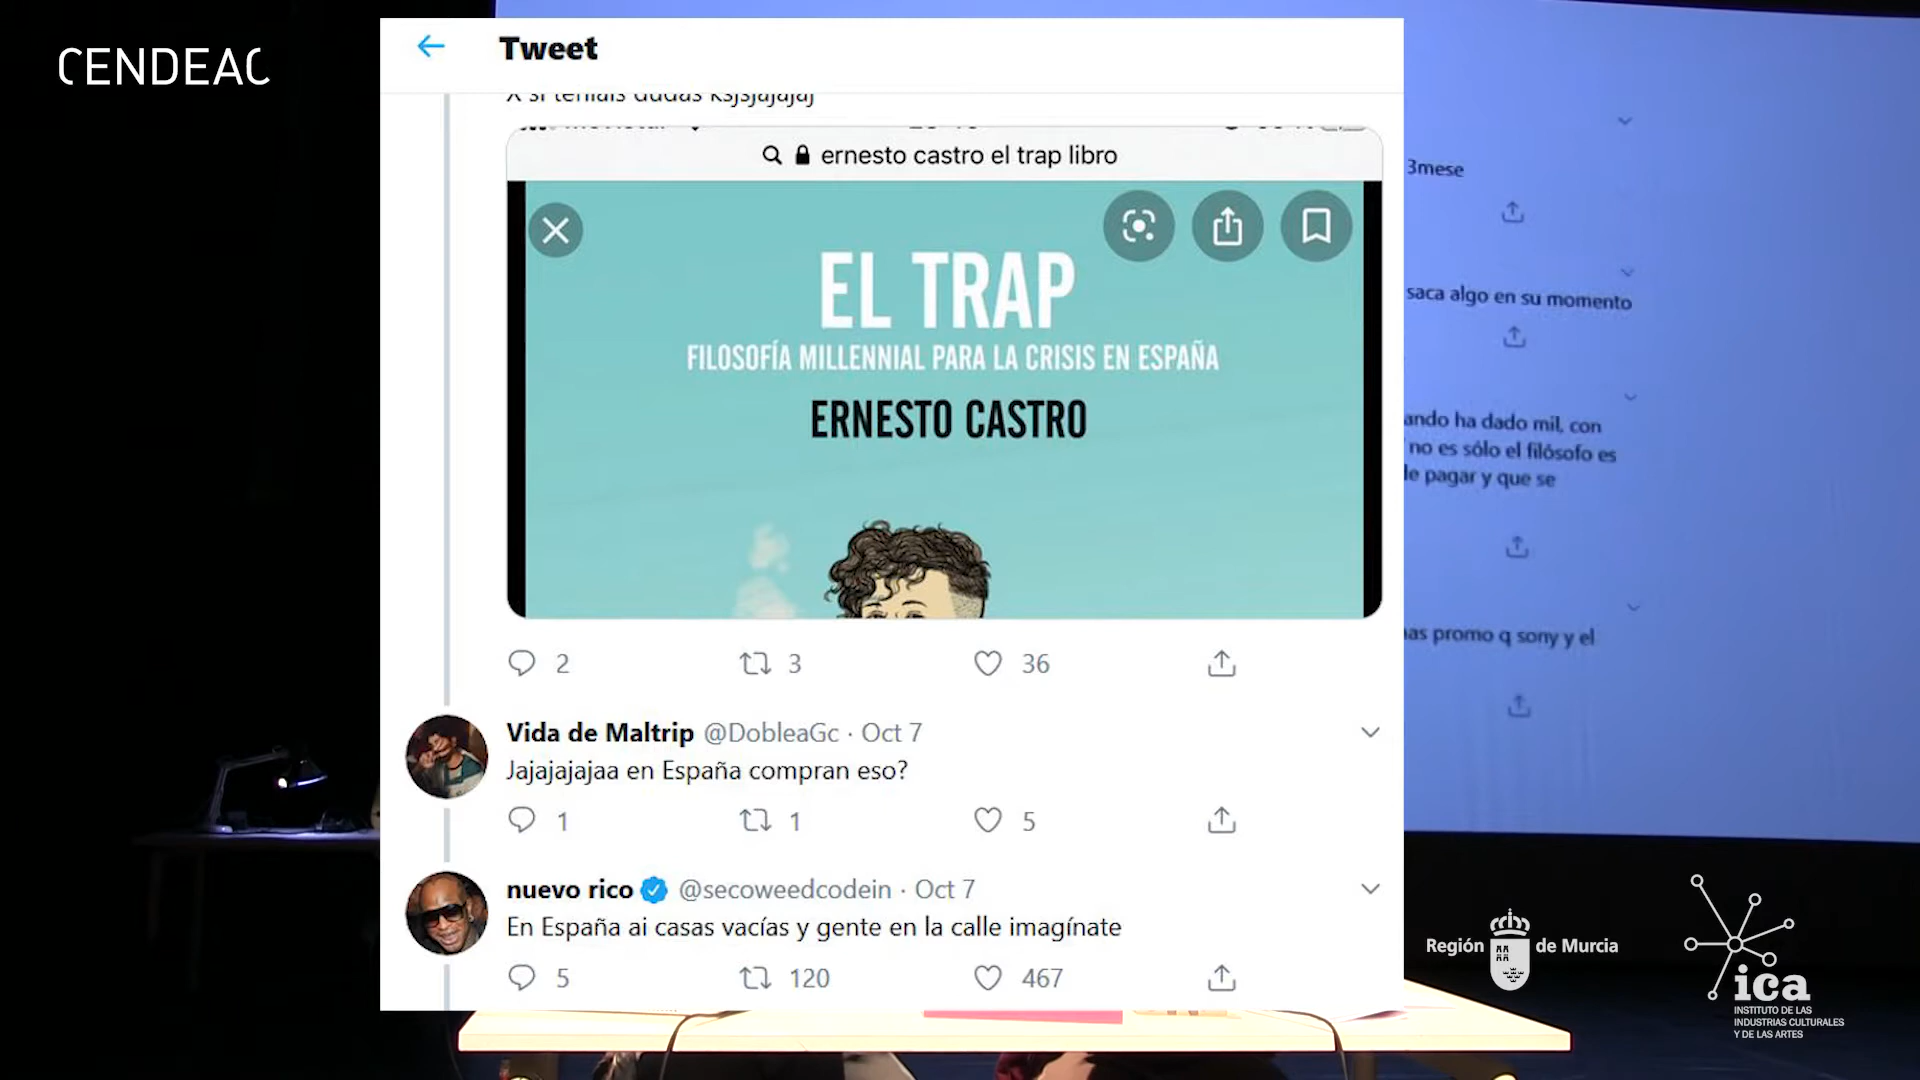 CENDEAC
Tweet
X si teníais dudas ksjsjajajaj
ernesto castro el trap libro
EL TRAP
FILOSOFÍA MILLENNIAL PARA LA CRISIS EN ESPAÑA
ERNESTO CASTRO
2 3 36
Vida de Maltrip @DobleaGc · Oct 7
Jajajajajaa en España compran eso?
1 1 5
nuevo rico @secoweedcodein · Oct 7
En España ai casas vacías y gente en la calle imagínate
5 120 467
3mese
saca algo en su momento
ando ha dado mil, con
no es sólo el filósofo es
le pagar y que se
as promo q sony y el
Región de Murcia
ica
INSTITUTO DE LAS
INDUSTRIAS CULTURALES
Y DE LAS ARTES